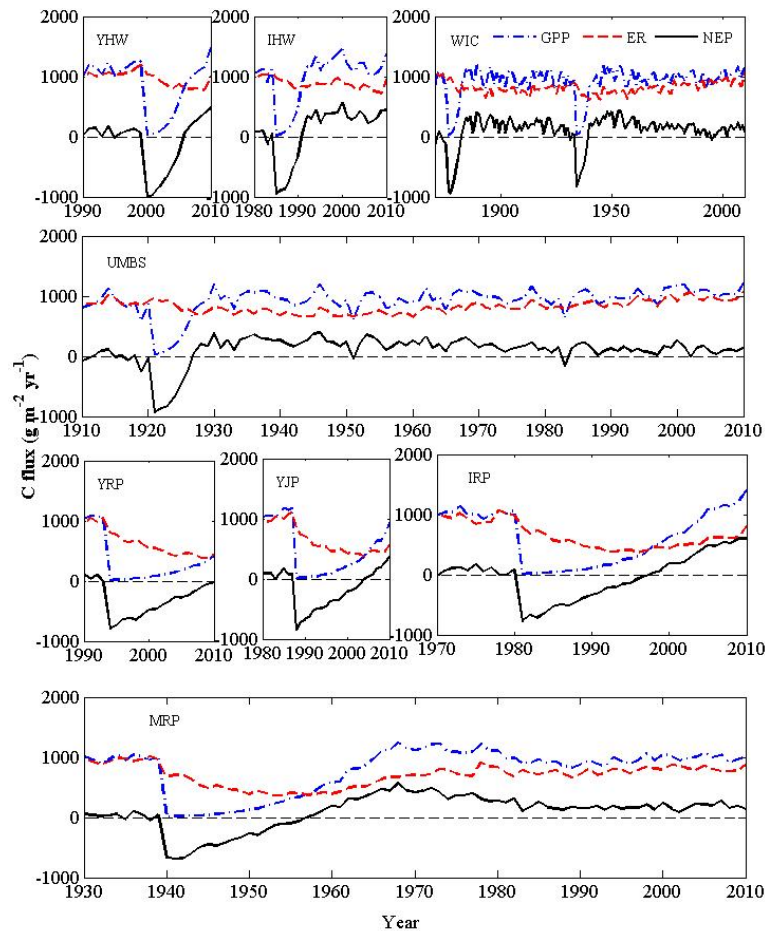 YHW
2000
1000
0
-1000
1990 2000 2010
IHW
2000
1000
0
-1000
1980 1990 2000 2010
WIC GPP ER NEP
2000
1000
0
-1000
1900 1950 2000
UMBS
2000
1000
0
1000
1910 1920 1930 1940 1950 1960 1970 1980 1990 2000 2010
C flux (g m-2 yr-1)
YRP
2000
1000
0
-1000
1990 2000 2010
YJP
2000
1000
0
-1000
1980 1990 2000 2010
IRP
2000
1000
0
-1000
1970 1980 1990 2000 2010
MRP
2000
1000
0
-1000
1930 1940 1950 1960 1970 1980 1990 2000 2010
Year